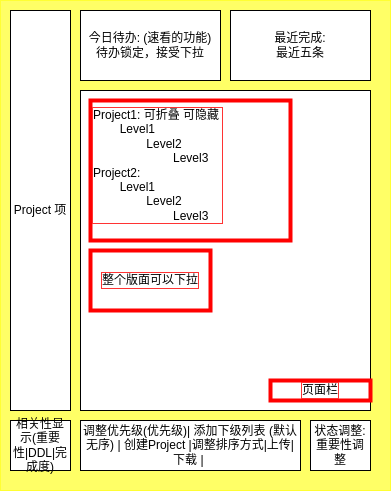 今日待办: (速看的功能)
待办锁定，接受下拉
最近完成:
最近五条
Project 项
Project1: 可折叠 可隐藏
Level1
Level2
Level3
Project2:
Level1
Level2
Level3
整个版面可以下拉
页面栏
相关性显
示(重要
性|DDL|完
成度)
调整优先级(优先级)| 添加下级列表 (默认
无序) | 创建Project |调整排序方式|上传|
下载 |
状态调整:
重要性调
整